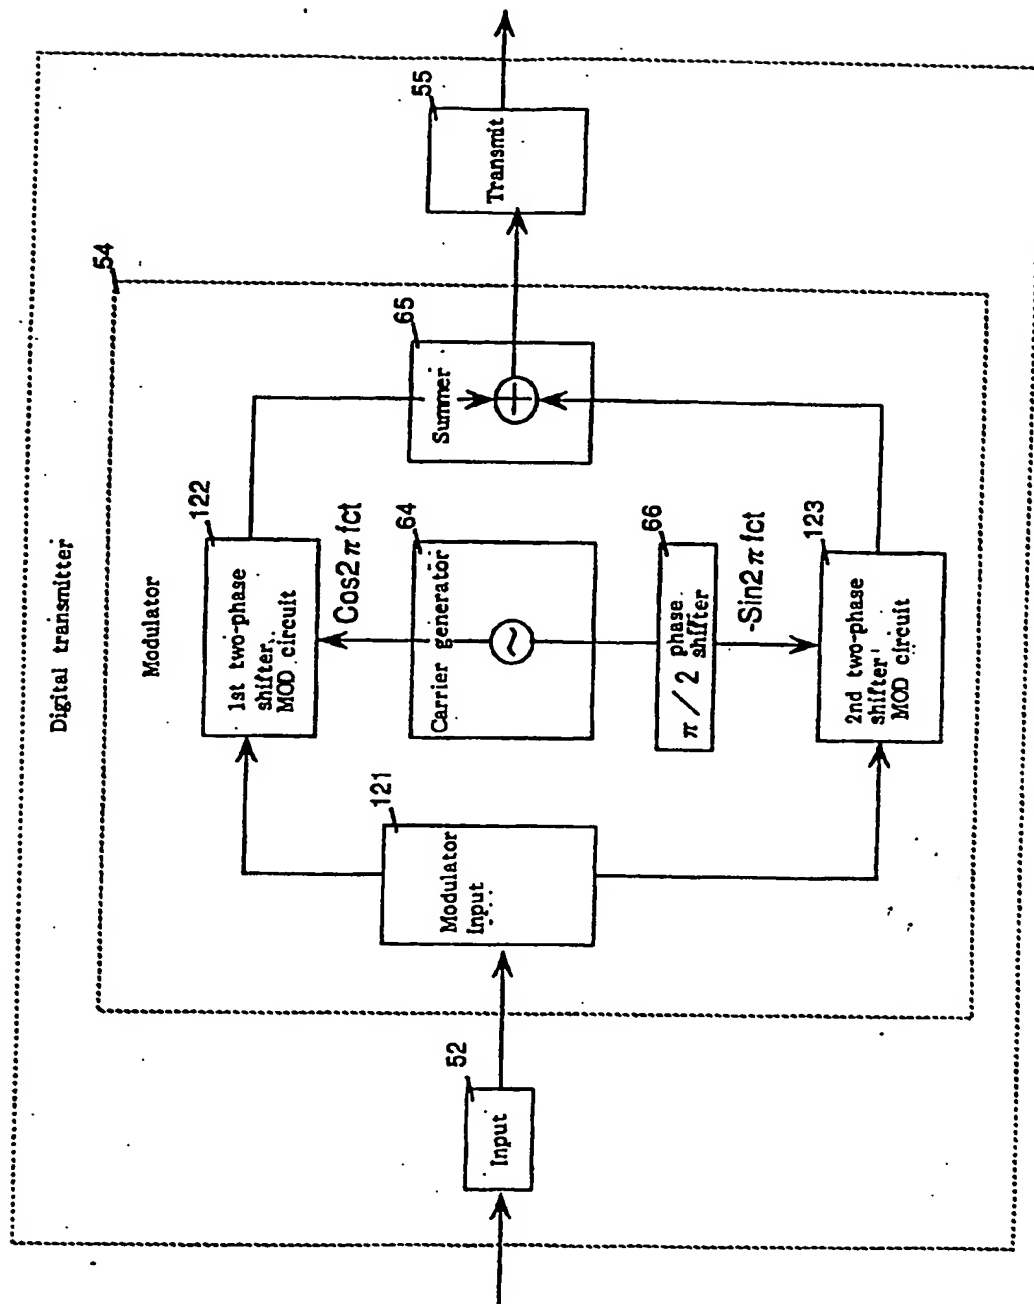 Digital transmitter
Modulator
54
52
Input
121
Modulator
input
122
1st two-phase
shifter,
MOD circuit
Cos2πfct
64
Carrier generator
66
π/2 phase
shifter
-Sin2πfct
123
2nd two-phase
shifter'
MOD circuit
65
Summer
55
Transmit